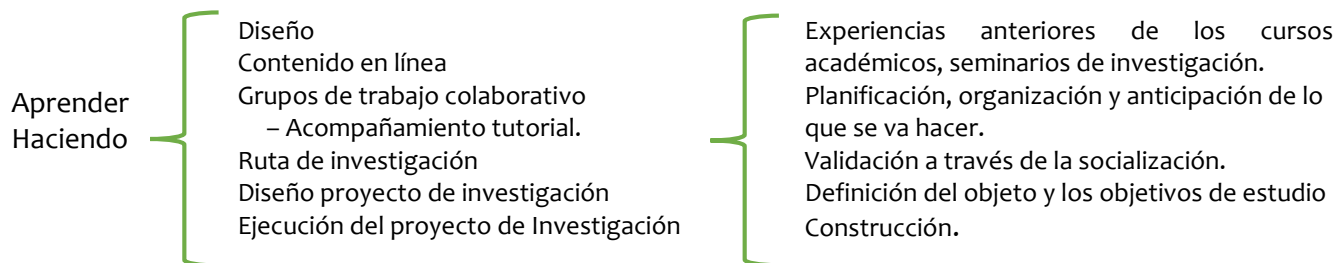 Aprender
Haciendo
Diseño
Contenido en línea
Grupos de trabajo colaborativo
– Acompañamiento tutorial.
Ruta de investigación
Diseño proyecto de investigación
Ejecución del proyecto de Investigación
Experiencias anteriores de los cursos
académicos, seminarios de investigación.
Planificación, organización y anticipación de lo
que se va hacer.
Validación a través de la socialización.
Definición del objeto y los objetivos de estudio
Construcción.